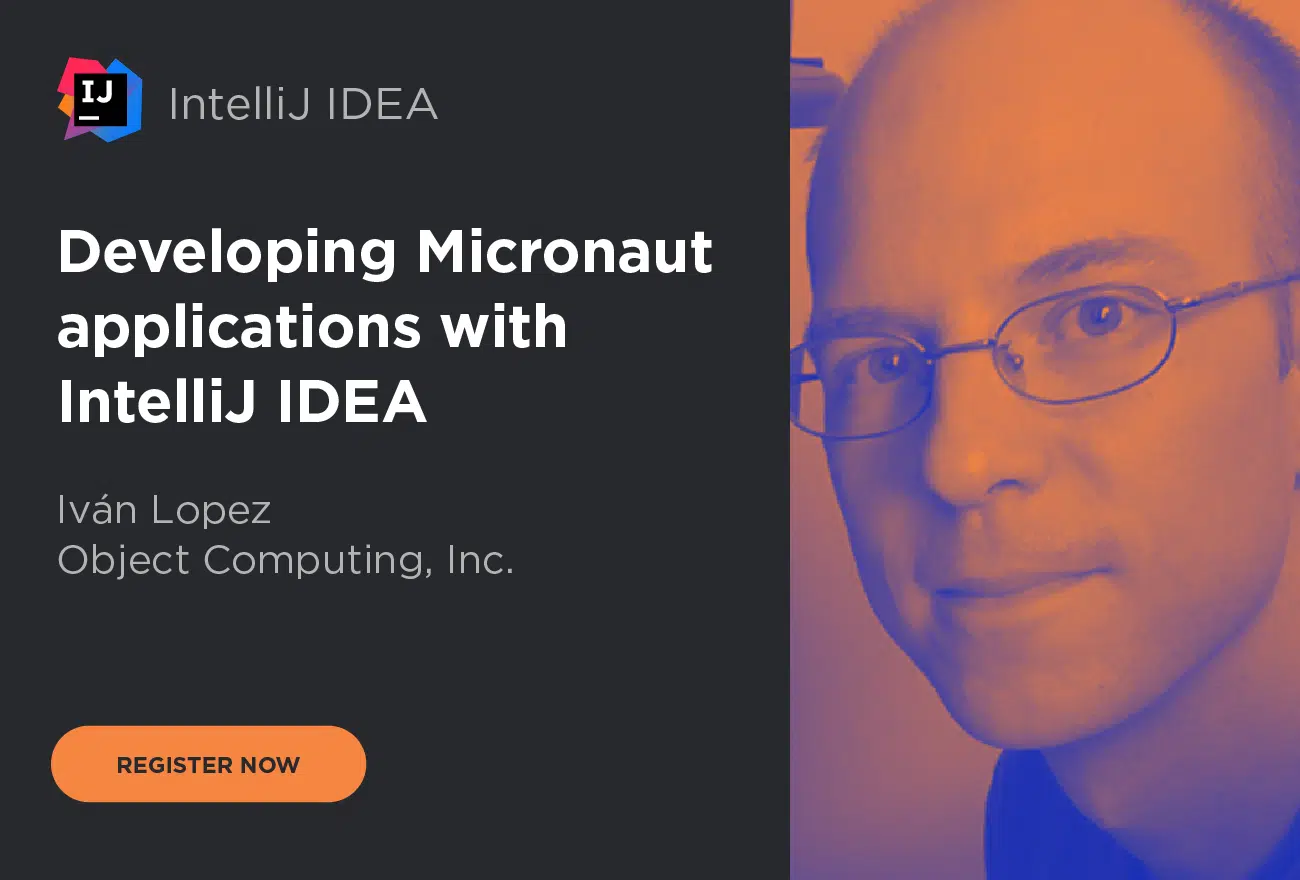 IJ
IntelliJ IDEA
Developing Micronaut
applications with
IntelliJ IDEA
Iván Lopez
Object Computing, Inc.
REGISTER NOW